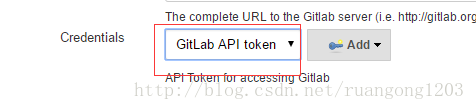 The complete URL to the Gitlab server (i.e. http://gitlab.org
Credentials
GitLab API token
Add
API Token for accessing Gitlab
http://blog.csdn.net/ruangong1203